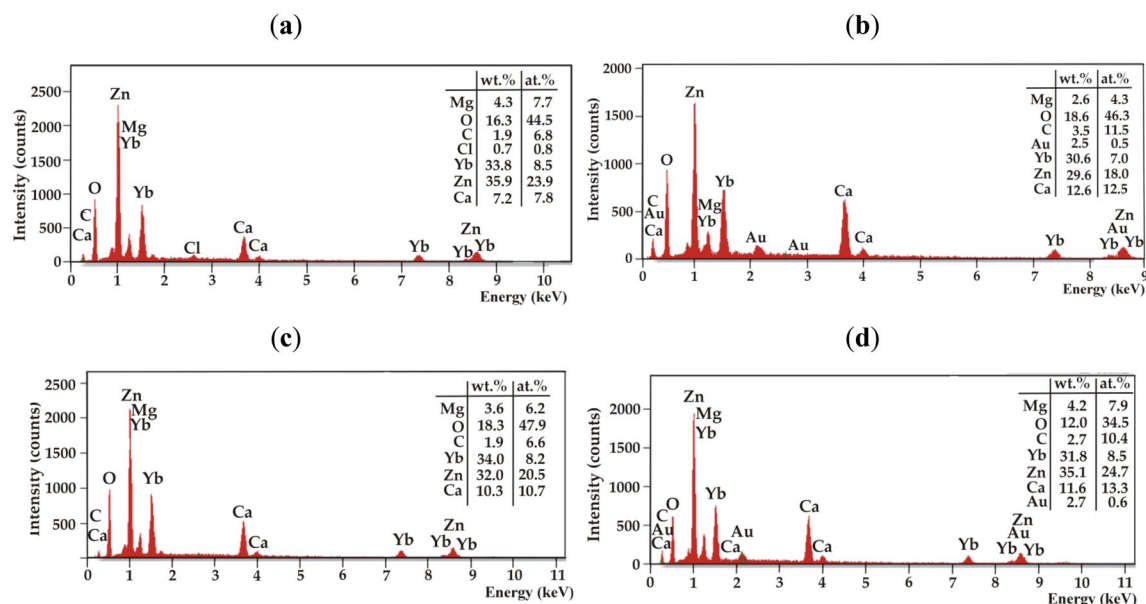 (a)
Intensity (counts)
2500
2000
1500
1000
500
0
Zn
Mg
Yb
O
C
Ca
Yb
Cl
Ca
Ca
Yb
Zn
Yb
Yb
wt.% at.%
Mg 4.3 7.7
O 16.3 44.5
C 1.9 6.8
Cl 0.7 0.8
Yb 33.8 8.5
Zn 35.9 23.9
Ca 7.2 7.8
0 1 2 3 4 5 6 7 8 9 10
Energy (keV)
(b)
Intensity (counts)
2000
1500
1000
500
0
Zn
O
C
Au
Ca
Mg
Yb
Yb
Au
Au
Ca
Ca
Yb
Zn
Au
Yb
Yb
wt.% at.%
Mg 2.6 4.3
O 18.6 46.3
C 3.5 11.5
Au 2.5 0.5
Yb 30.6 7.0
Zn 29.6 18.0
Ca 12.6 12.5
0 1 2 3 4 5 6 7 8 9
Energy (keV)
(c)
Intensity (counts)
2500
2000
1500
1000
500
0
Zn
Mg
Yb
O
C
Ca
Yb
Ca
Ca
Yb
Zn
Yb
Yb
wt.% at.%
Mg 3.6 6.2
O 18.3 47.9
C 1.9 6.6
Yb 34.0 8.2
Zn 32.0 20.5
Ca 10.3 10.7
0 1 2 3 4 5 6 7 8 9 10 11
Energy (keV)
(d)
Intensity (counts)
2000
1500
1000
500
0
Zn
Mg
Yb
O
C
Au
Ca
Yb
Ca
Au
Ca
Ca
Yb
Zn
Au
Yb
Yb
wt.% at.%
Mg 4.2 7.9
O 12.0 34.5
C 2.7 10.4
Yb 31.8 8.5
Zn 35.1 24.7
Ca 11.6 13.3
Au 2.7 0.6
0 1 2 3 4 5 6 7 8 9 10 11
Energy (keV)